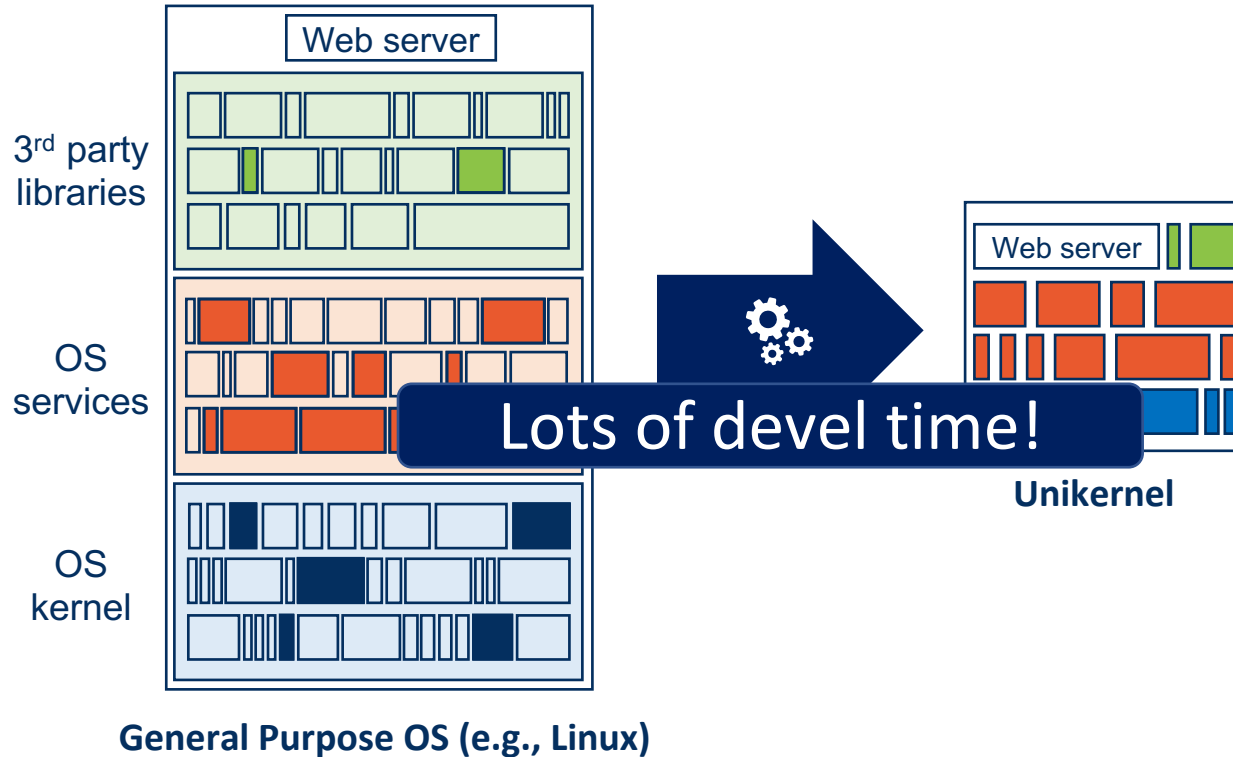 Web server
3rd party
libraries
Web server
OS
services
Lots of devel time!
Unikernel
OS
kernel
General Purpose OS (e.g., Linux)